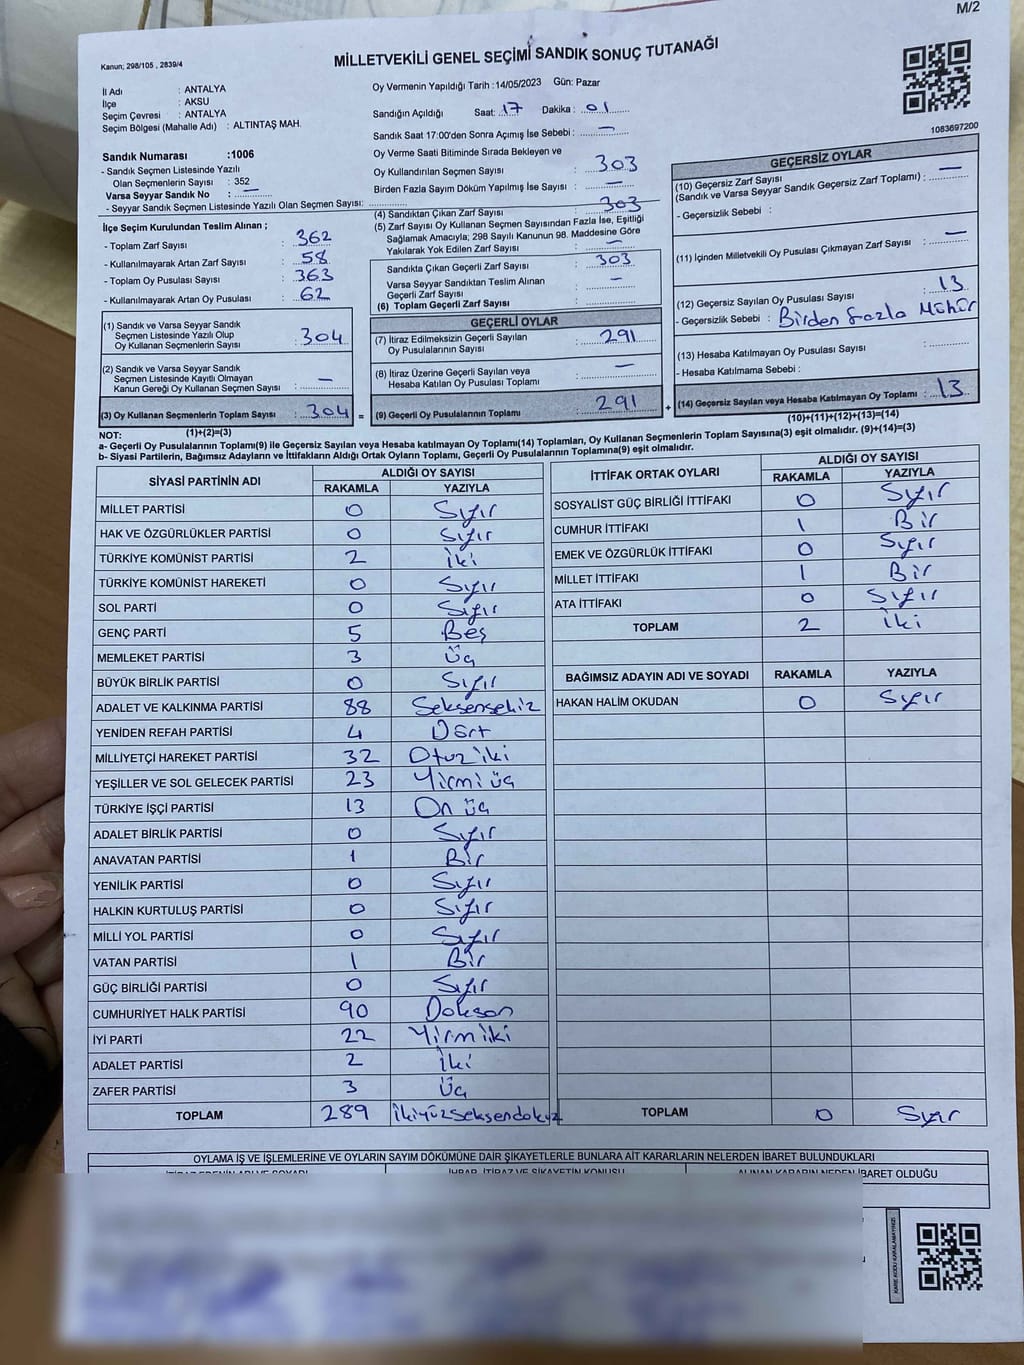 M/2
Kanun; 298/105 , 2839/4
MİLLETVEKİLİ GENEL SEÇİMİ SANDIK SONUÇ TUTANAĞI
İl Adı : ANTALYA
İlçe : AKSU
Seçim Çevresi : ANTALYA
Seçim Bölgesi (Mahalle Adı) : ALTINTAŞ MAH.
Sandık Numarası :1006
- Sandık Seçmen Listesinde Yazılı
Olan Seçmenlerin Sayısı : 352
Varsa Seyyar Sandık No : —
- Seyyar Sandık Seçmen Listesinde Yazılı Olan Seçmen Sayısı:
Oy Vermenin Yapıldığı Tarih :14/05/2023 Gün: Pazar
Sandığın Açıldığı Saat: 17 Dakika : 01
Sandık Saat 17:00'den Sonra Açımış İse Sebebi : —
Oy Verme Saati Bitiminde Sırada Bekleyen ve
Oy Kullandırılan Seçmen Sayısı : 303
Birden Fazla Sayım Döküm Yapılmış İse Sayısı : —
(4) Sandıktan Çıkan Zarf Sayısı : 303
(5) Zarf Sayısı Oy Kullanan Seçmen Sayısından Fazla İse, Eşitliği
Sağlamak Amacıyla; 298 Sayılı Kanunun 98. Maddesine Göre
Yakılarak Yok Edilen Zarf Sayısı : —
Sandıkta Çıkan Geçerli Zarf Sayısı : 303
Varsa Seyyar Sandıktan Teslim Alınan
Geçerli Zarf Sayısı : —
(6) Toplam Geçerli Zarf Sayısı :
İlçe Seçim Kurulundan Teslim Alınan ;
- Toplam Zarf Sayısı : 362
- Kullanılmayarak Artan Zarf Sayısı : 58
- Toplam Oy Pusulası Sayısı : 363
- Kullanılmayarak Artan Oy Pusulası : 62
(1) Sandık ve Varsa Seyyar Sandık
Seçmen Listesinde Yazılı Olup
Oy Kullanan Seçmenlerin Sayısı : 304
(2) Sandık ve Varsa Seyyar Sandık
Seçmen Listesinde Kayıtlı Olmayan
Kanun Gereği Oy Kullanan Seçmen Sayısı : —
(3) Oy Kullanan Seçmenlerin Toplam Sayısı : 304 =
(1)+(2)=(3)
GEÇERLİ OYLAR
(7) İtiraz Edilmeksizin Geçerli Sayılan
Oy Pusulalarının Sayısı : 291
(8) İtiraz Üzerine Geçerli Sayılan veya
Hesaba Katılan Oy Pusulası Toplamı : —
(9) Geçerli Oy Pusulalarının Toplamı : 291 +
1083697200
GEÇERSİZ OYLAR
(10) Geçersiz Zarf Sayısı
(Sandık ve Varsa Seyyar Sandık Geçersiz Zarf Toplamı) : —
- Geçersizlik Sebebi :
(11) İçinden Milletvekili Oy Pusulası Çıkmayan Zarf Sayısı : —
(12) Geçersiz Sayılan Oy Pusulası Sayısı : 13
- Geçersizlik Sebebi : Birden fazla Mühür
(13) Hesaba Katılmayan Oy Pusulası Sayısı :
- Hesaba Katılmama Sebebi :
(14) Geçersiz Sayılan veya Hesaba Katılmayan Oy Toplamı : 13
(10)+(11)+(12)+(13)=(14)
NOT:
a- Geçerli Oy Pusulalarının Toplamı(9) ile Geçersiz Sayılan veya Hesaba katılmayan Oy Toplamı(14) Toplamları, Oy Kullanan Seçmenlerin Toplam Sayısına(3) eşit olmalıdır. (9)+(14)=(3)
b- Siyasi Partilerin, Bağımsız Adayların ve İttifakların Aldığı Ortak Oyların Toplamı, Geçerli Oy Pusulalarının Toplamına(9) eşit olmalıdır.
SİYASİ PARTİNİN ADI ALDIĞI OY SAYISI
RAKAMLA YAZIYLA
MİLLET PARTİSİ 0 Sıfır
HAK VE ÖZGÜRLÜKLER PARTİSİ 0 Sıfır
TÜRKİYE KOMÜNİST PARTİSİ 2 İki
TÜRKİYE KOMÜNİST HAREKETİ 0 Sıfır
SOL PARTİ 0 Sıfır
GENÇ PARTİ 5 Beş
MEMLEKET PARTİSİ 3 Üç
BÜYÜK BİRLİK PARTİSİ 0 Sıfır
ADALET VE KALKINMA PARTİSİ 88 Seksensekiz
YENİDEN REFAH PARTİSİ 4 Dört
MİLLİYETÇİ HAREKET PARTİSİ 32 Otuziki
YEŞİLLER VE SOL GELECEK PARTİSİ 23 Yirmiüç
TÜRKİYE İŞÇİ PARTİSİ 13 On üç
ADALET BİRLİK PARTİSİ 0 Sıfır
ANAVATAN PARTİSİ 1 Bir
YENİLİK PARTİSİ 0 Sıfır
HALKIN KURTULUŞ PARTİSİ 0 Sıfır
MİLLİ YOL PARTİSİ 0 Sıfır
VATAN PARTİSİ 1 Bir
GÜÇ BİRLİĞİ PARTİSİ 0 Sıfır
CUMHURİYET HALK PARTİSİ 90 Doksan
İYİ PARTİ 22 Yirmiiki
ADALET PARTİSİ 2 İki
ZAFER PARTİSİ 3 Üç
TOPLAM 289 İkiyüzseksendokuz
İTTİFAK ORTAK OYLARI ALDIĞI OY SAYISI
RAKAMLA YAZIYLA
SOSYALİST GÜÇ BİRLİĞİ İTTİFAKI 0 Sıfır
CUMHUR İTTİFAKI 1 Bir
EMEK VE ÖZGÜRLÜK İTTİFAKI 0 Sıfır
MİLLET İTTİFAKI 1 Bir
ATA İTTİFAKI 0 Sıfır
TOPLAM 2 İki
BAĞIMSIZ ADAYIN ADI VE SOYADI RAKAMLA YAZIYLA
HAKAN HALİM OKUDAN 0 Sıfır
TOPLAM 0 Sıfır
OYLAMA İŞ VE İŞLEMLERİNE VE OYLARIN SAYIM DÖKÜMÜNE DAİR ŞİKAYETLERLE BUNLARA AİT KARARLARIN NELERDEN İBARET BULUNDUKLARI
İTİRAZ EDENİN ADI VE SOYADI İHBAR, İTİRAZ VE ŞİKAYETİN KONUSU ALINAN KARARIN NEDEN İBARET OLDUĞU
KARE KODU KARALAMAYINIZ!